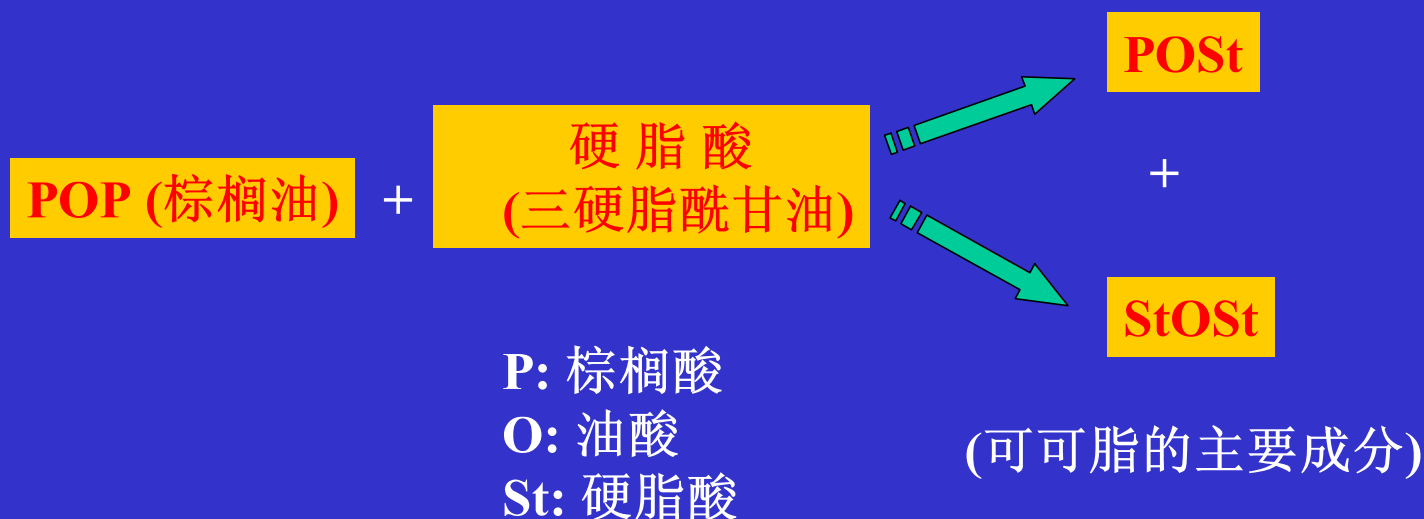 POP (棕榈油)
+
硬 脂 酸
(三硬脂酰甘油)
POSt
+
StOSt
P: 棕榈酸
O: 油酸
St: 硬脂酸
(可可脂的主要成分)